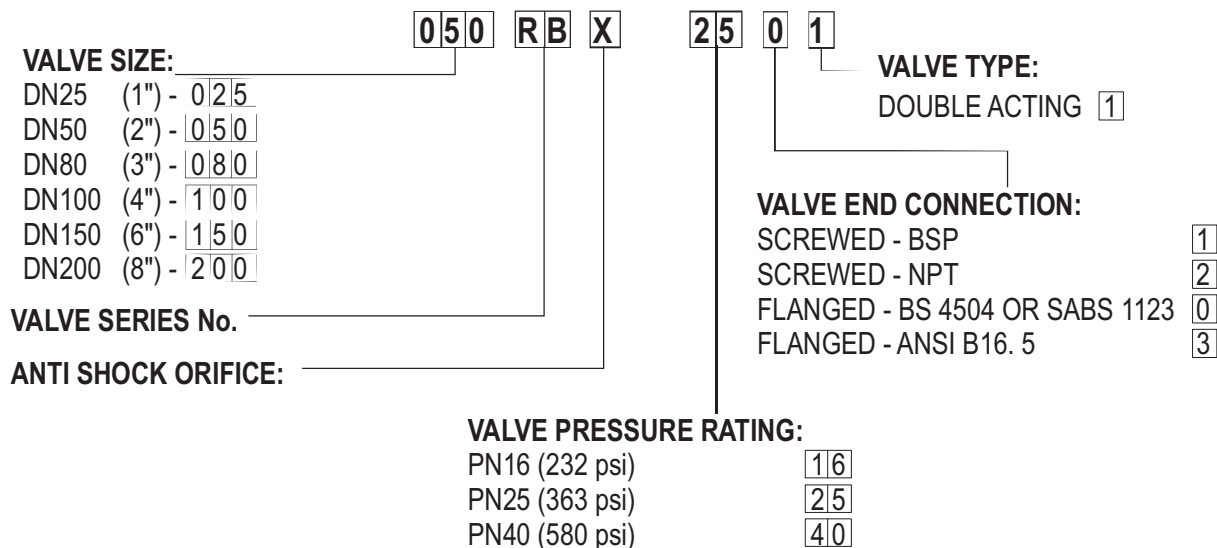 050 RB X 25 0 1
VALVE SIZE:
DN25 (1") - 025
DN50 (2") - 050
DN80 (3") - 080
DN100 (4") - 100
DN150 (6") - 150
DN200 (8") - 200
VALVE SERIES No.
ANTI SHOCK ORIFICE:
VALVE TYPE:
DOUBLE ACTING 1
VALVE END CONNECTION:
SCREWED - BSP 1
SCREWED - NPT 2
FLANGED - BS 4504 OR SABS 1123 0
FLANGED - ANSI B16. 5 3
VALVE PRESSURE RATING:
PN16 (232 psi) 16
PN25 (363 psi) 25
PN40 (580 psi) 40